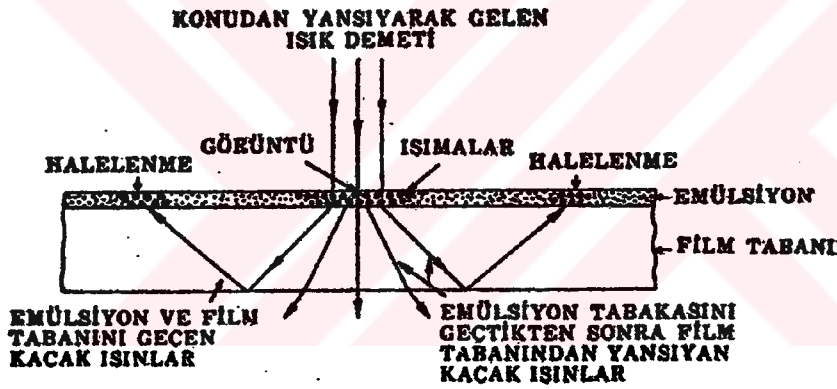 KONUDAN YANSIYARAK GELEN
ISIK DEMETİ
GÖRÜNTÜ
IŞIMALAR
HALELENME
HALELENME
EMÜLSİYON
FİLM TABANI
EMÜLSİYON VE FİLM
TABANINI GEÇEN
KAÇAK IŞINLAR
EMÜLSİYON TABAKASINI
GEÇTİKTEN SONRA FİLM
TABANINDAN YANSIYAN
KAÇAK IŞINLAR